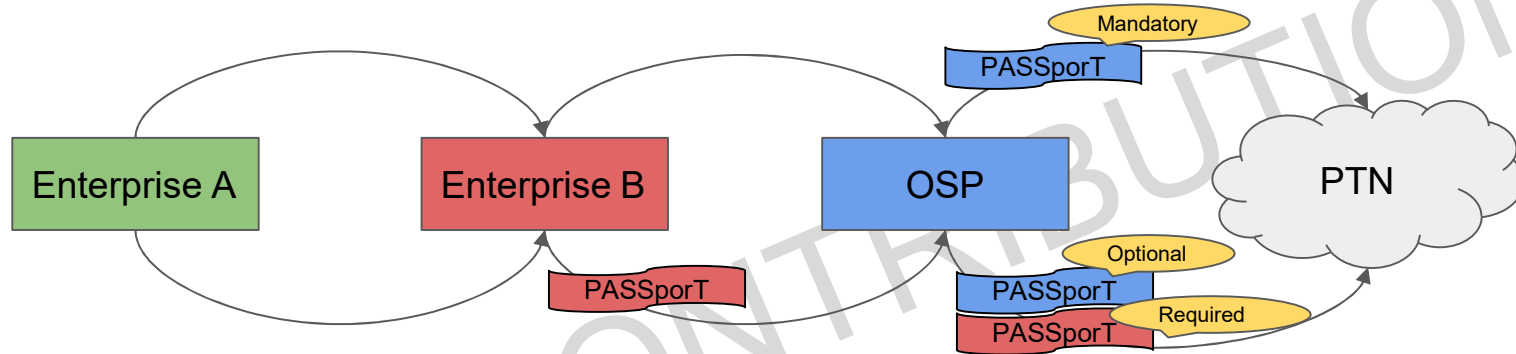 Mandatory
PASSporT
Enterprise A
Enterprise B
OSP
PTN
Optional
PASSporT
PASSporT
Required
PASSporT
CONTRIBUTION